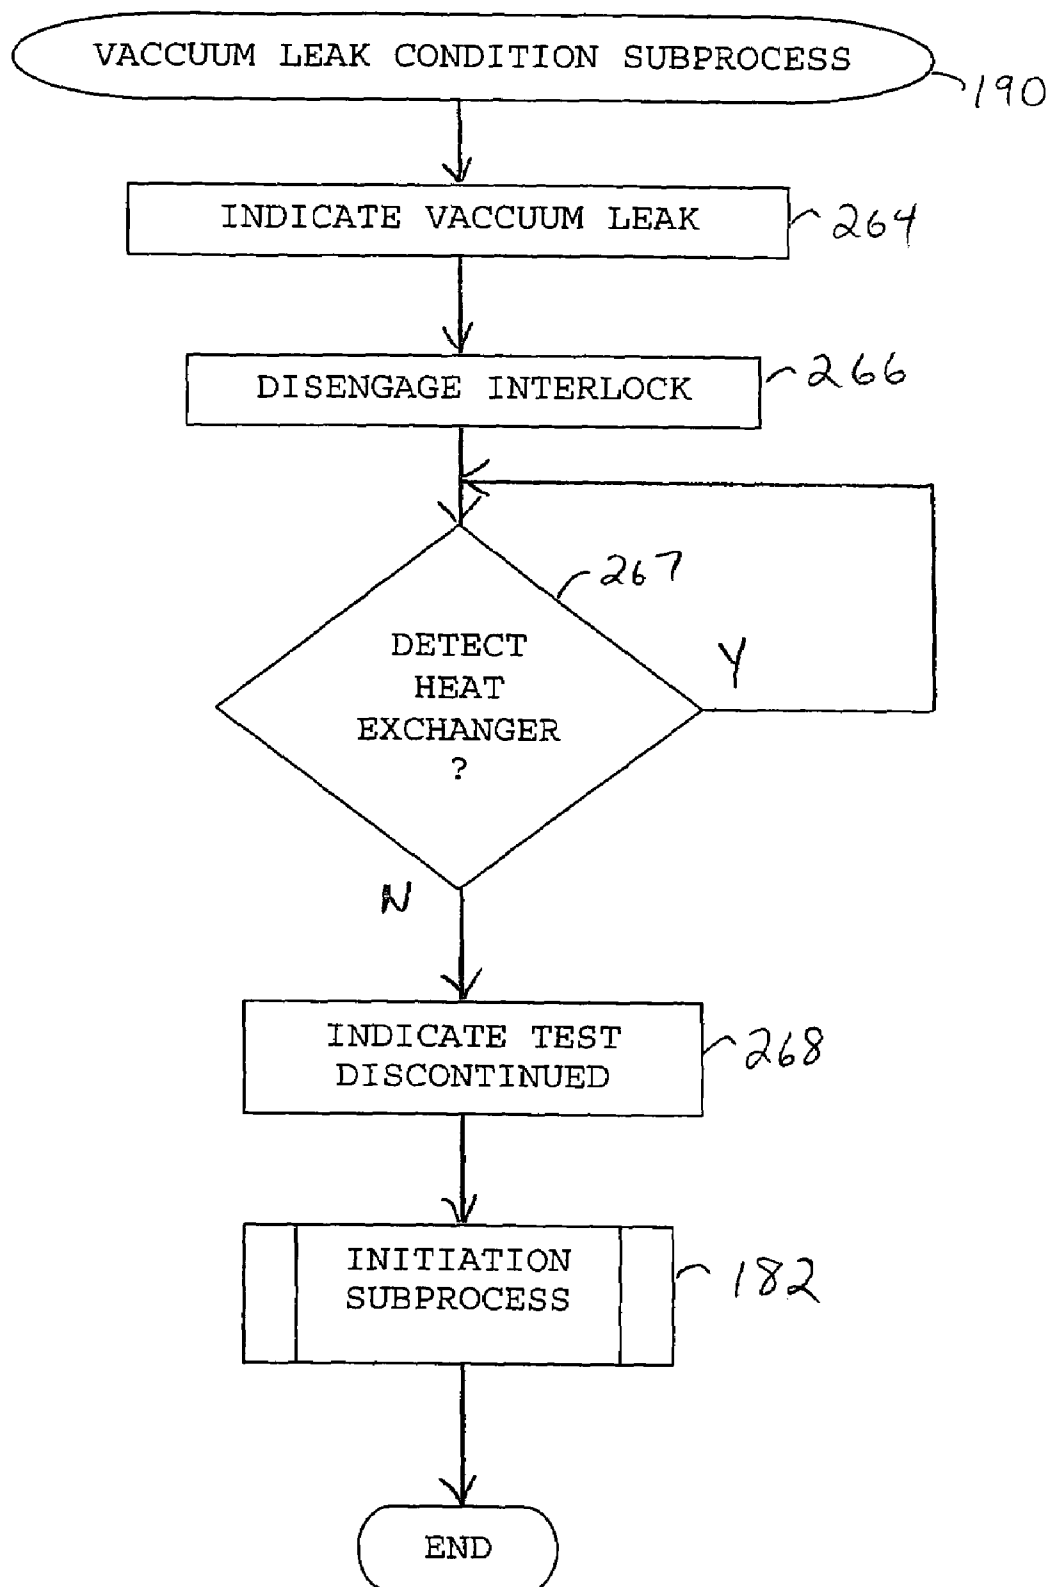 VACCUUM LEAK CONDITION SUBPROCESS
190
INDICATE VACCUUM LEAK
264
DISENGAGE INTERLOCK
266
267
DETECT
HEAT
EXCHANGER
?
Y
N
INDICATE TEST
DISCONTINUED
268
INITIATION
SUBPROCESS
182
END